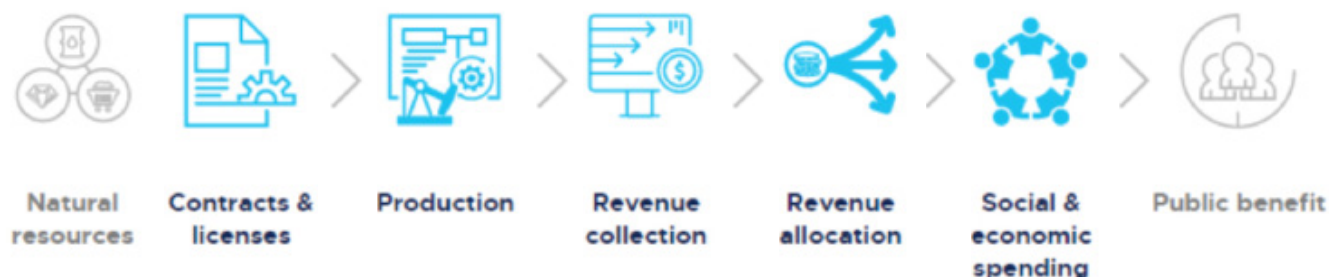 $
Natural
resources
Contracts &
licenses
Production
Revenue
collection
Revenue
allocation
Social &
economic
spending
Public benefit